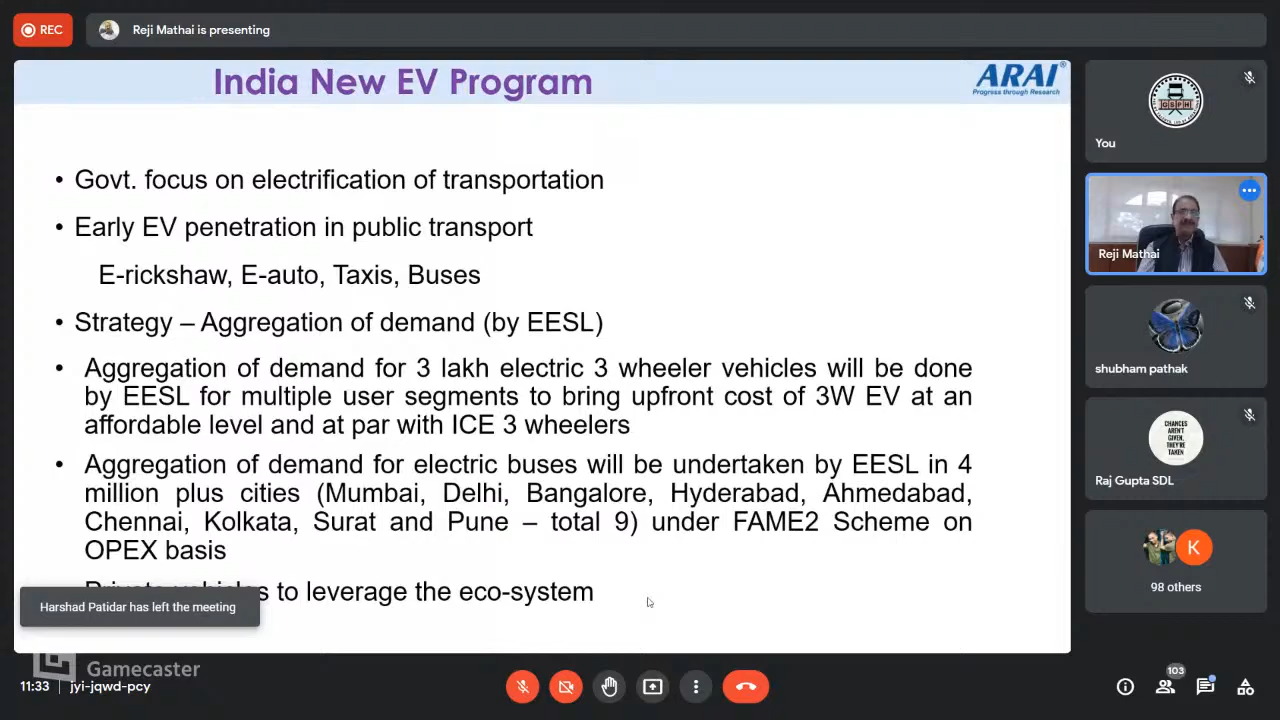 REC
Reji Mathai is presenting
India New EV Program
ARAI®
Progress through Research
• Govt. focus on electrification of transportation
• Early EV penetration in public transport
E-rickshaw, E-auto, Taxis, Buses
• Strategy – Aggregation of demand (by EESL)
• Aggregation of demand for 3 lakh electric 3 wheeler vehicles will be done
by EESL for multiple user segments to bring upfront cost of 3W EV at an
affordable level and at par with ICE 3 wheelers
• Aggregation of demand for electric buses will be undertaken by EESL in 4
million plus cities (Mumbai, Delhi, Bangalore, Hyderabad, Ahmedabad,
Chennai, Kolkata, Surat and Pune – total 9) under FAME2 Scheme on
OPEX basis
to leverage the eco-system
Harshad Patidar has left the meeting
Gamecaster
11:33 | jyi-jqwd-pcy
GSPH
You
Reji Mathai
shubham pathak
CHANCES
AREN'T
GIVEN,
THEY'RE
TAKEN
Raj Gupta SDL
K
98 others
103